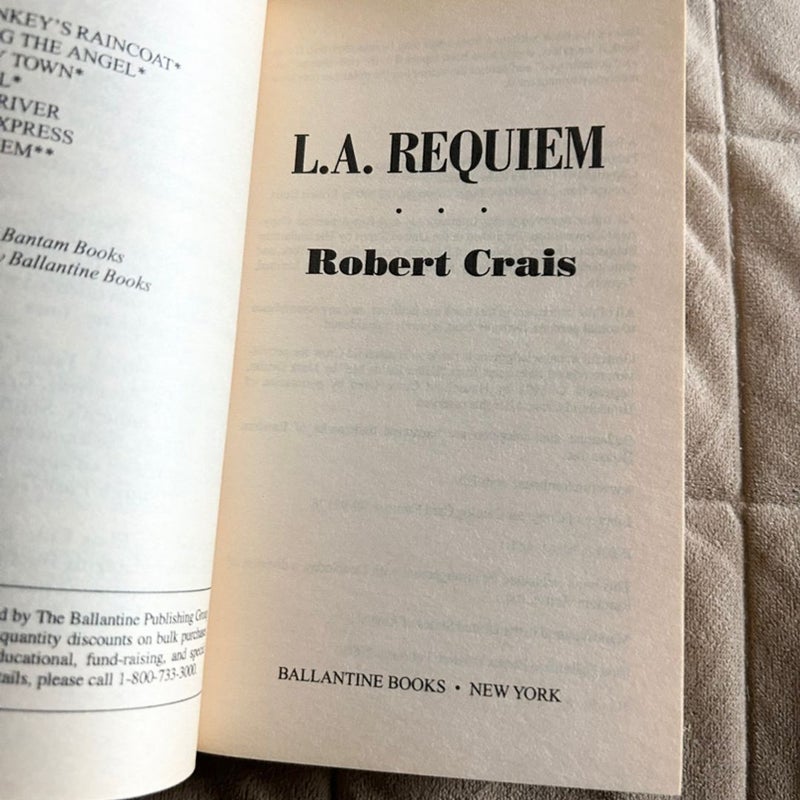 NKEY'S RAINCOAT*
G THE ANGEL*
Y TOWN*
L*
RIVER
XPRESS
EM**
Bantam Books
y Ballantine Books
d by The Ballantine Publishing Group
quantity discounts on bulk purchase
ducational, fund-raising, and speci
tails, please call 1-800-733-3000.
L.A. REQUIEM
• • •
Robert Crais
BALLANTINE BOOKS • NEW YORK